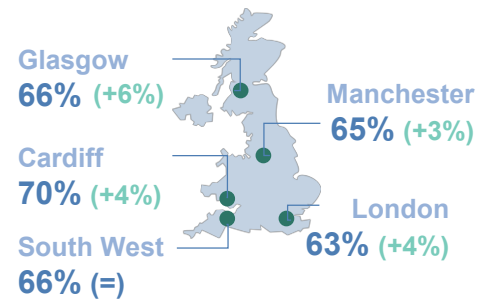 Glasgow
66% (+6%)
Manchester
65% (+3%)
Cardiff
70% (+4%)
London
63% (+4%)
South West
66% (=)